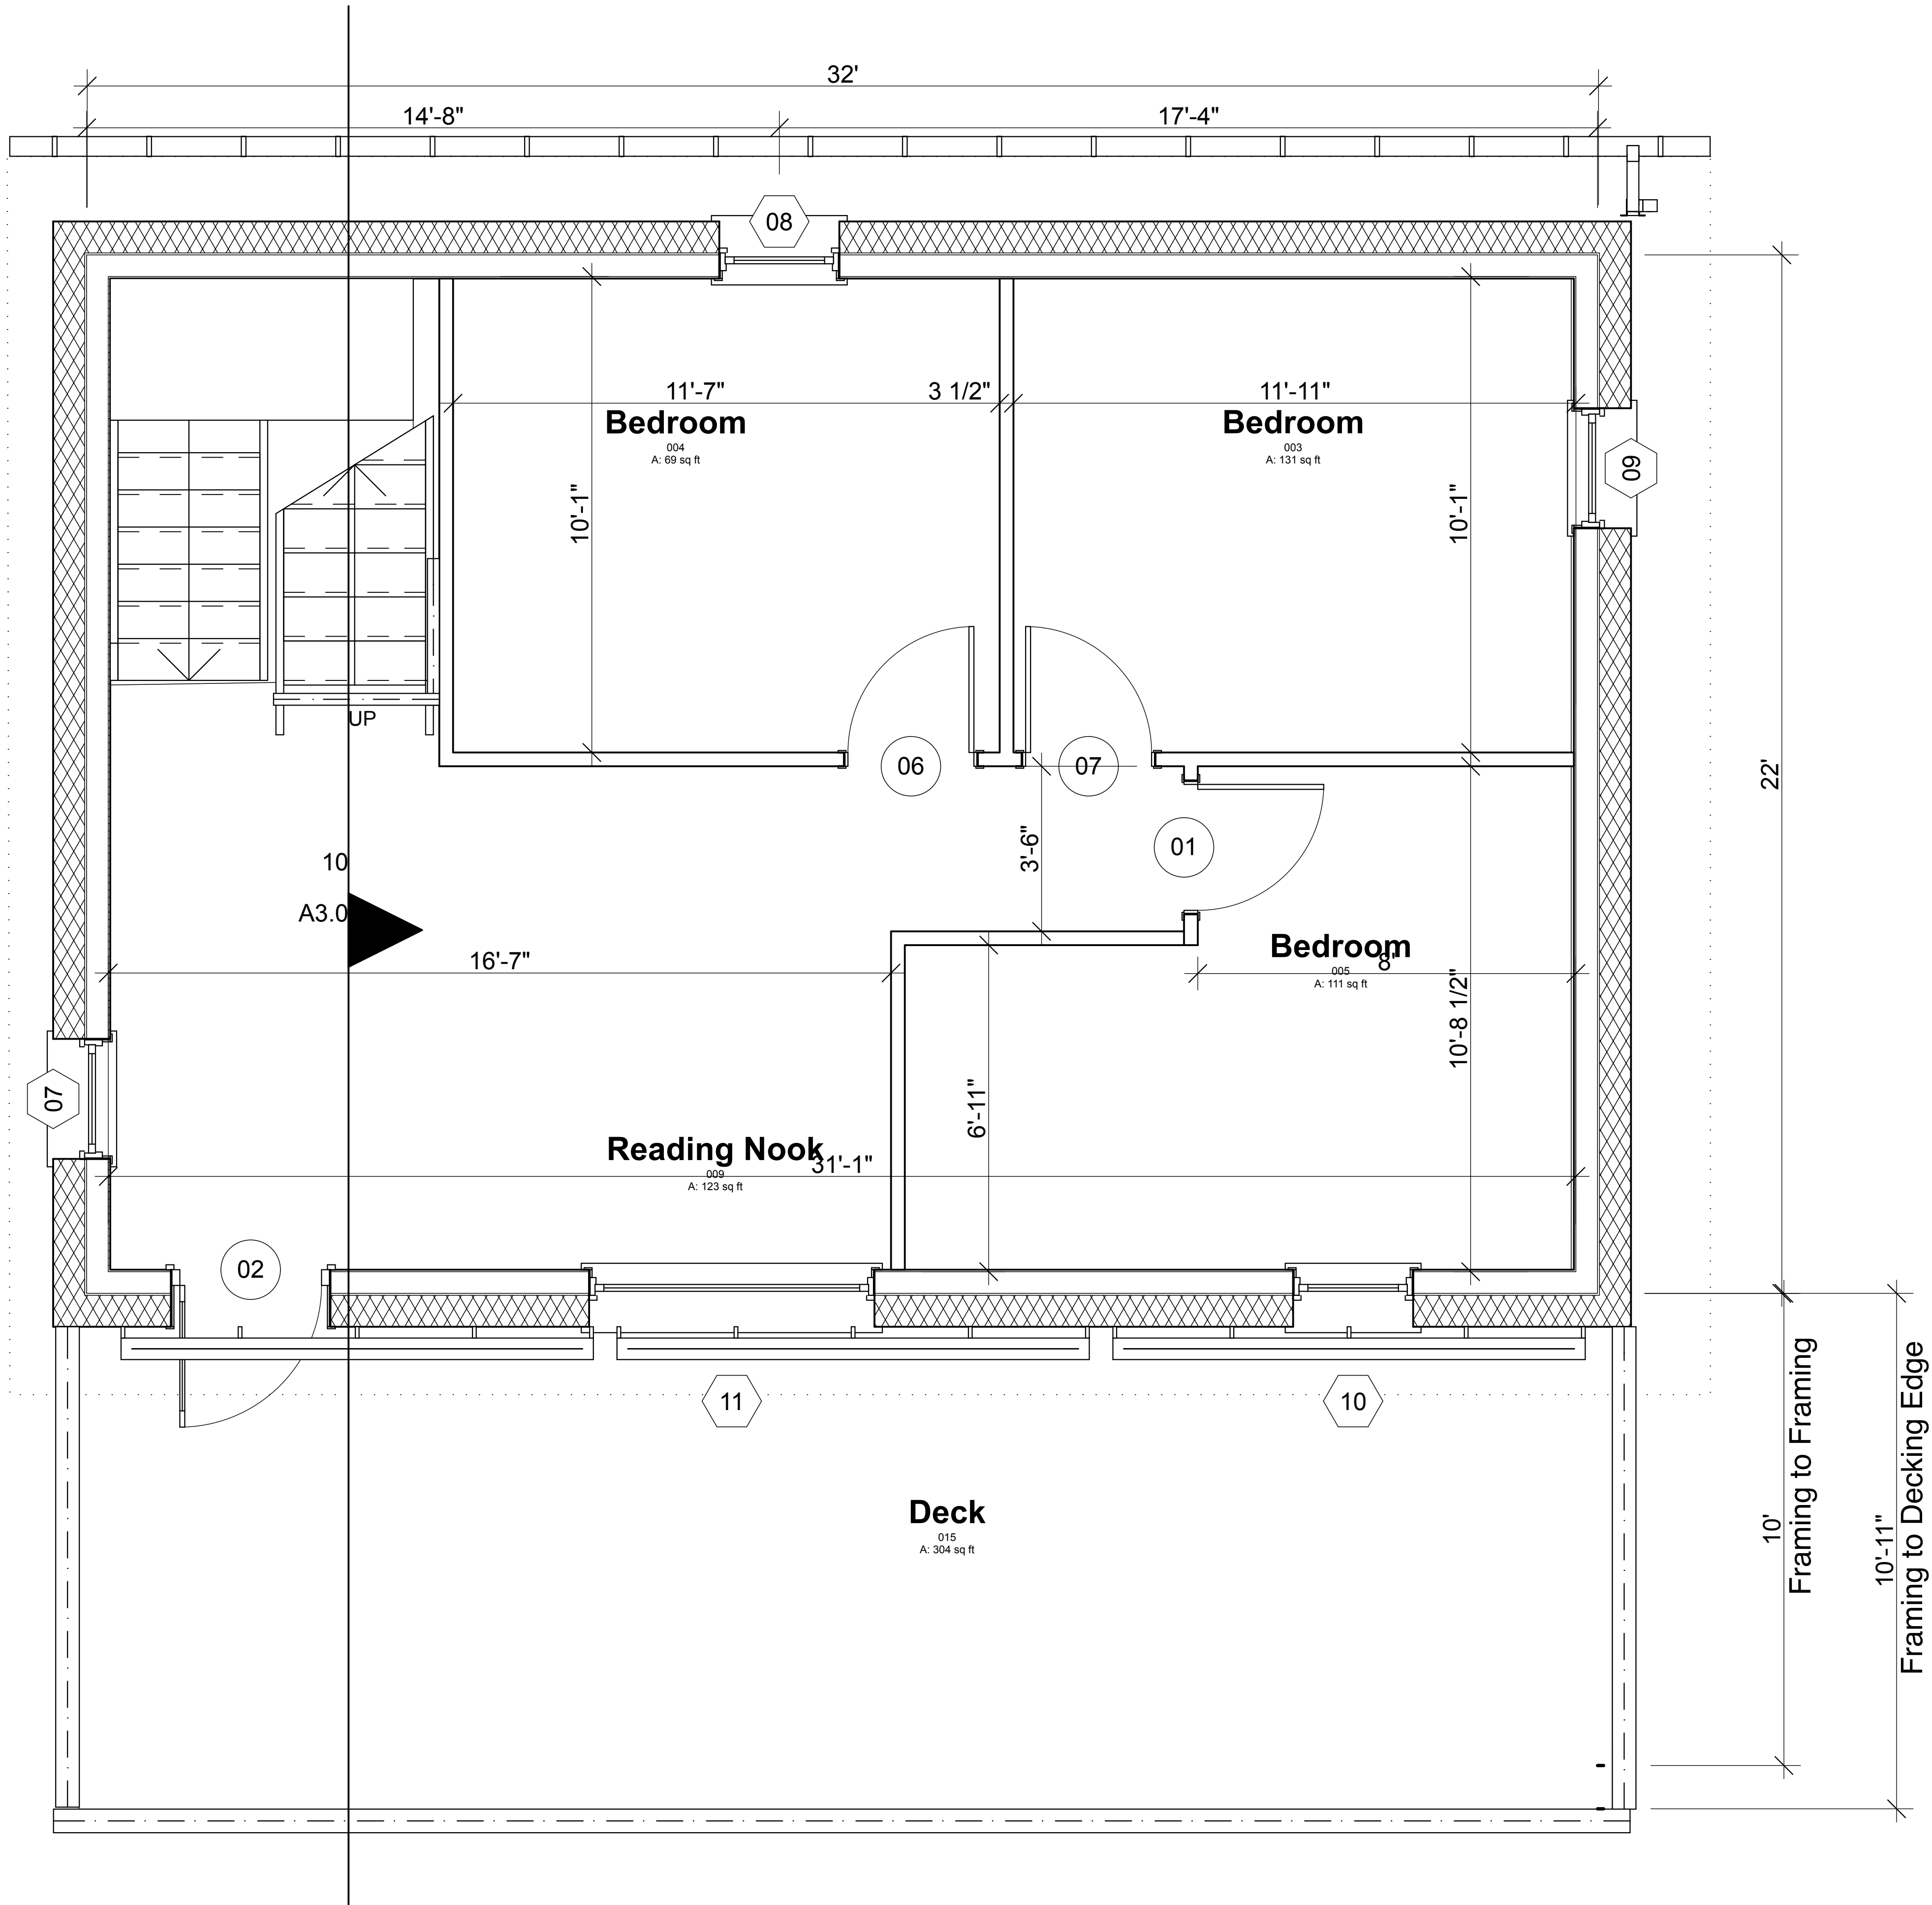 32'
14'-8"
17'-4"
08
11'-7"
3 1/2"
11'-11"
Bedroom
004
A: 69 sq ft
Bedroom
003
A: 131 sq ft
09
10'-1"
10'-1"
UP
06
07
22'
01
3'-6"
10
A3.0
16'-7"
Bedroom
8'
005
A: 111 sq ft
10'-8 1/2"
07
6'-11"
Reading Nook
31'-1"
009
A: 123 sq ft
02
11
10
Deck
015
A: 304 sq ft
10'
Framing to Framing
10'-11"
Framing to Decking Edge